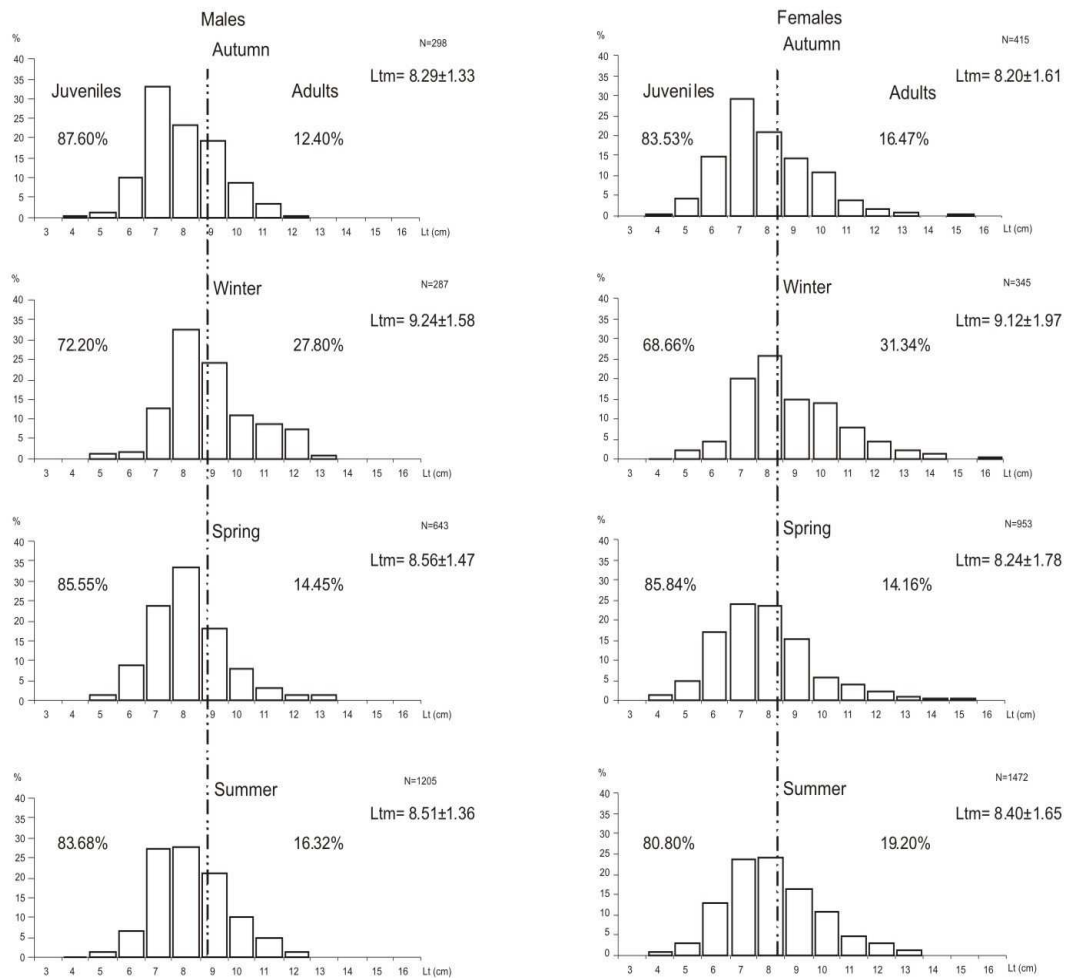 Males
%
N=298
Autumn
40
35
30
25
20
15
10
5
0
Ltm= 8.29±1.33
Juveniles
Adults
87.60%
12.40%
3 4 5 6 7 8 9 10 11 12 13 14 15 16 Lt (cm)
%
N=287
Winter
40
35
30
25
20
15
10
5
0
Ltm= 9.24±1.58
72.20%
27.80%
3 4 5 6 7 8 9 10 11 12 13 14 15 16 Lt (cm)
%
N=643
Spring
40
35
30
25
20
15
10
5
0
Ltm= 8.56±1.47
85.55%
14.45%
3 4 5 6 7 8 9 10 11 12 13 14 15 16 Lt (cm)
%
N=1205
Summer
40
35
30
25
20
15
10
5
0
Ltm= 8.51±1.36
83.68%
16.32%
3 4 5 6 7 8 9 10 11 12 13 14 15 16 Lt (cm)
Females
%
N=415
Autumn
40
35
30
25
20
15
10
5
0
Ltm= 8.20±1.61
Juveniles
Adults
83.53%
16.47%
3 4 5 6 7 8 9 10 11 12 13 14 15 16 Lt (cm)
%
N=345
Winter
40
35
30
25
20
15
10
5
0
Ltm= 9.12±1.97
68.66%
31.34%
3 4 5 6 7 8 9 10 11 12 13 14 15 16 Lt (cm)
%
N=953
Spring
40
35
30
25
20
15
10
5
0
Ltm= 8.24±1.78
85.84%
14.16%
3 4 5 6 7 8 9 10 11 12 13 14 15 16 Lt (cm)
%
N=1472
Summer
40
35
30
25
20
15
10
5
0
Ltm= 8.40±1.65
80.80%
19.20%
3 4 5 6 7 8 9 10 11 12 13 14 15 16 Lt (cm)